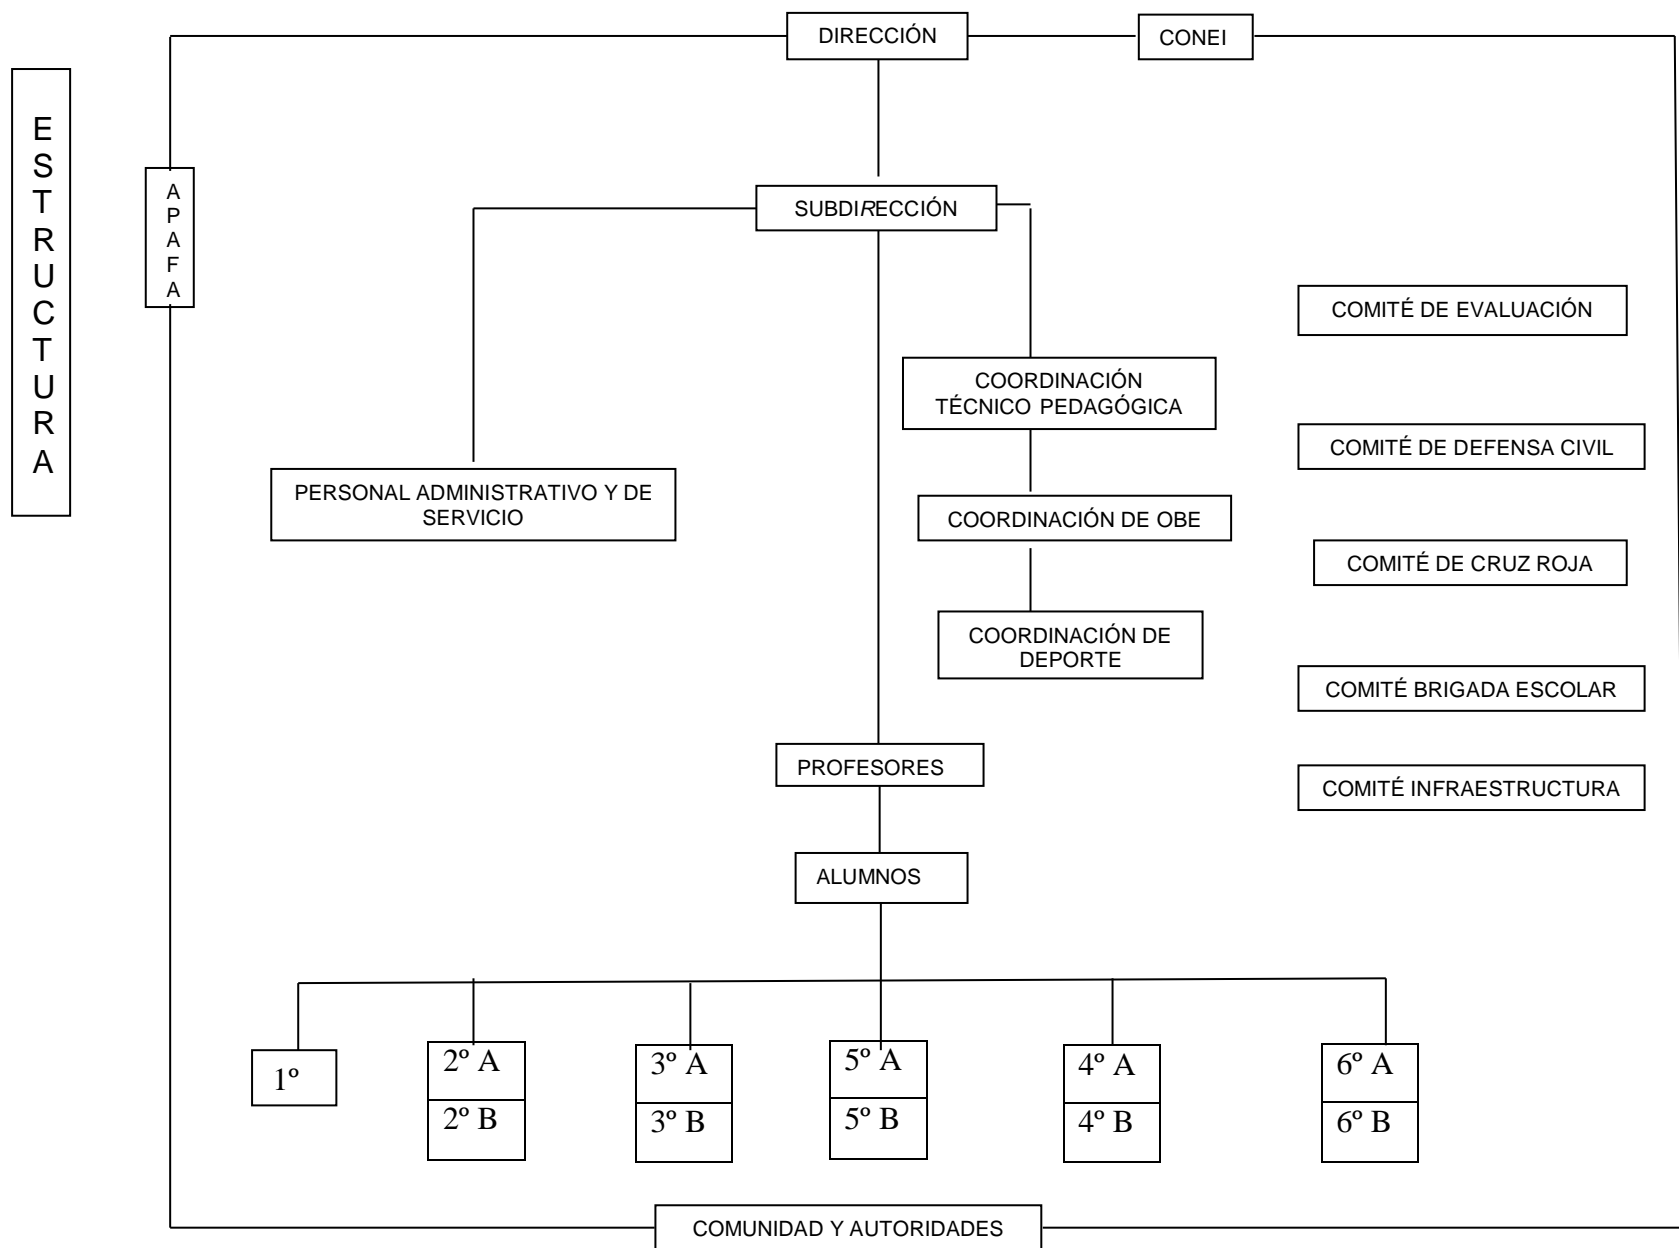 DIRECCIÓN
CONEI
ESTRUCTURA
APAFA
SUBDIRECCIÓN
COMITÉ DE EVALUACIÓN
COORDINACIÓN
TÉCNICO PEDAGÓGICA
COMITÉ DE DEFENSA CIVIL
PERSONAL ADMINISTRATIVO Y DE
SERVICIO
COORDINACIÓN DE OBE
COMITÉ DE CRUZ ROJA
COORDINACIÓN DE
DEPORTE
COMITÉ BRIGADA ESCOLAR
PROFESORES
COMITÉ INFRAESTRUCTURA
ALUMNOS
1º
2º A
2º B
3º A
3º B
5º A
5º B
4º A
4º B
6º A
6º B
COMUNIDAD Y AUTORIDADES